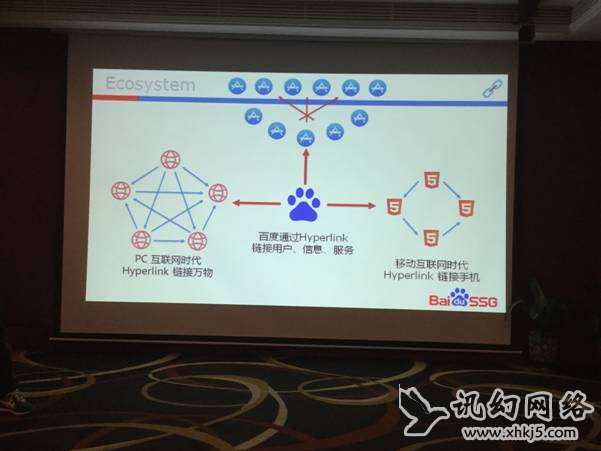 Ecosystem
百度通过Hyperlink
链接用户、信息、服务
PC 互联网时代
Hyperlink 链接万物
5
5
5
5
移动互联网时代
Hyperlink 链接手机
Bai du SSG
讯幻网络
www.xhkj5.com